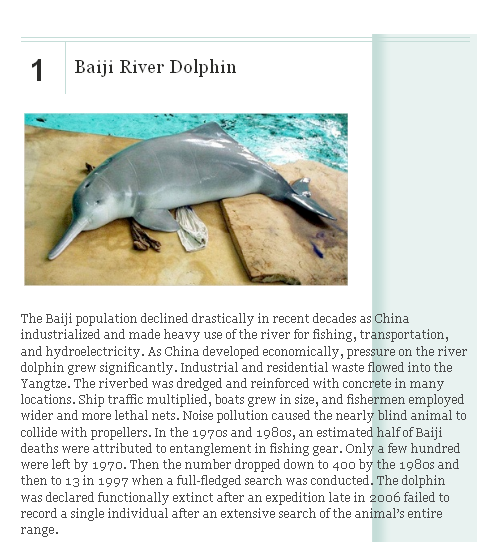 1
Baiji River Dolphin
The Baiji population declined drastically in recent decades as China
industrialized and made heavy use of the river for fishing, transportation,
and hydroelectricity. As China developed economically, pressure on the river
dolphin grew significantly. Industrial and residential waste flowed into the
Yangtze. The riverbed was dredged and reinforced with concrete in many
locations. Ship traffic multiplied, boats grew in size, and fishermen employed
wider and more lethal nets. Noise pollution caused the nearly blind animal to
collide with propellers. In the 1970s and 1980s, an estimated half of Baiji
deaths were attributed to entanglement in fishing gear. Only a few hundred
were left by 1970. Then the number dropped down to 400 by the 1980s and
then to 13 in 1997 when a full-fledged search was conducted. The dolphin
was declared functionally extinct after an expedition late in 2006 failed to
record a single individual after an extensive search of the animal's entire
range.